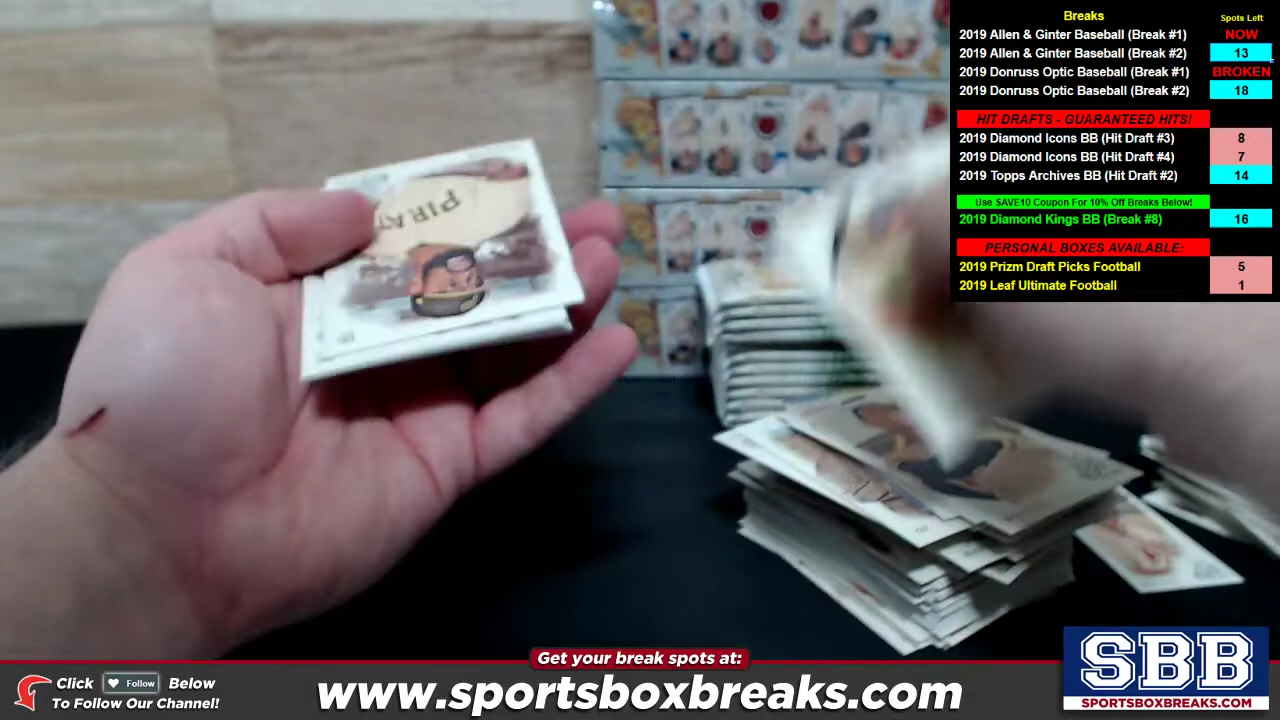 Breaks Spots Left
2019 Allen & Ginter Baseball (Break #1) NOW
2019 Allen & Ginter Baseball (Break #2) 13
2019 Donruss Optic Baseball (Break #1) BROKEN
2019 Donruss Optic Baseball (Break #2) 18
HIT DRAFTS - GUARANTEED HITS!
2019 Diamond Icons BB (Hit Draft #3) 8
2019 Diamond Icons BB (Hit Draft #4) 7
2019 Topps Archives BB (Hit Draft #2) 14
Use SAVE10 Coupon For 10% Off Breaks Below!
2019 Diamond Kings BB (Break #8) 16
PERSONAL BOXES AVAILABLE:
2019 Prizm Draft Picks Football 5
2019 Leaf Ultimate Football 1
PIRAT
Get your break spots at:
Click Follow Below
To Follow Our Channel!
www.sportsboxbreaks.com
SBB
SPORTSBOXBREAKS.COM